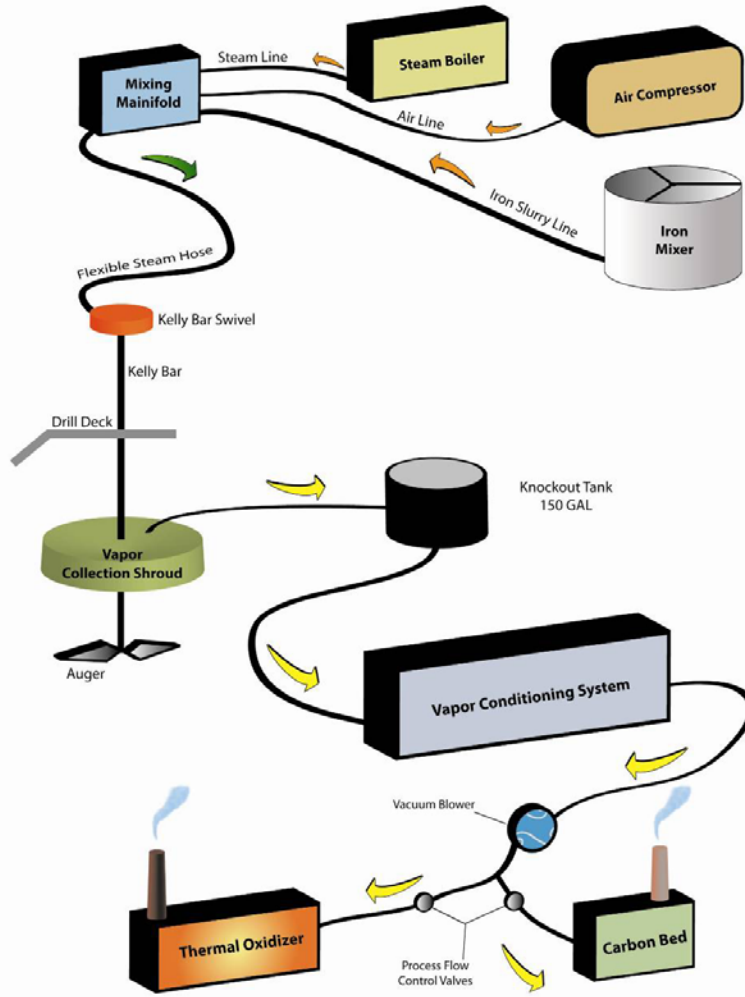 Steam Line
Steam Boiler
Mixing
Mainifold
Air Compressor
Air Line
Iron Slurry Line
Iron
Mixer
Flexible Steam Hose
Kelly Bar Swivel
Kelly Bar
Drill Deck
Knockout Tank
150 GAL
Vapor
Collection Shroud
Auger
Vapor Conditioning System
Vacuum Blower
Thermal Oxidizer
Carbon Bed
Process Flow
Control Valves